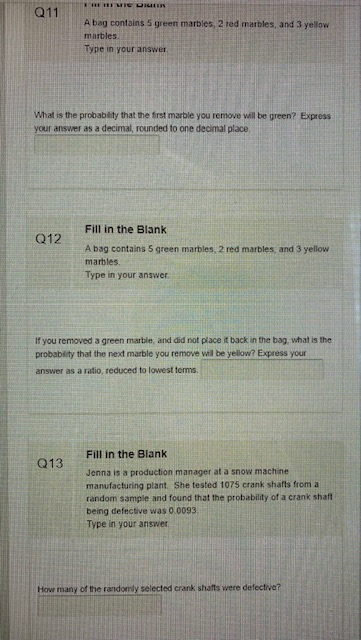 Fill in the Blank
Q11
A bag contains 5 green marbles, 2 red marbles, and 3 yellow
marbles.
Type in your answer.
What is the probability that the first marble you remove will be green? Express
your answer as a decimal, rounded to one decimal place.
Fill in the Blank
Q12
A bag contains 5 green marbles, 2 red marbles, and 3 yellow
marbles.
Type in your answer.
If you removed a green marble, and did not place it back in the bag, what is the
probability that the next marble you remove will be yellow? Express your
answer as a ratio, reduced to lowest terms.
Fill in the Blank
Q13
Jenna is a production manager at a snow machine
manufacturing plant. She tested 1075 crank shafts from a
random sample and found that the probability of a crank shaft
being defective was 0.0093.
Type in your answer.
How many of the randomly selected crank shafts were defective?